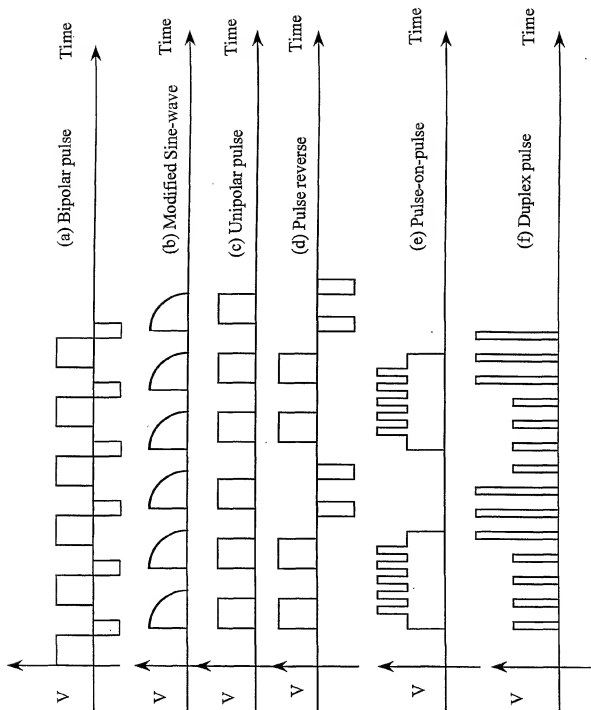 (a) Bipolar pulse
V
Time
(b) Modified Sine-wave
V
Time
(c) Unipolar pulse
V
Time
(d) Pulse reverse
V
Time
(e) Pulse-on-pulse
V
Time
(f) Duplex pulse
V
Time